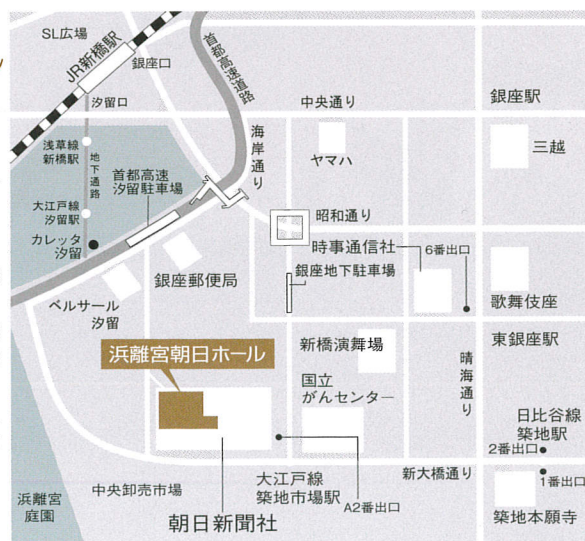 SL広場
JR新橋駅
銀座口
汐留口
首都高速道路
中央通り
銀座駅
浅草線
新橋駅
地下通路
海岸通り
ヤマハ
三越
首都高速
汐留駐車場
大江戸線
汐留駅
昭和通り
カレッタ
汐留
時事通信社
6番出口
銀座郵便局
銀座地下駐車場
ベルサール
汐留
歌舞伎座
新橋演舞場
東銀座駅
浜離宮朝日ホール
晴海通り
国立
がんセンター
日比谷線
築地駅
2番出口
新大橋通り
1番出口
中央卸売市場
大江戸線
築地市場駅
A2番出口
浜離宮
庭園
朝日新聞社
築地本願寺